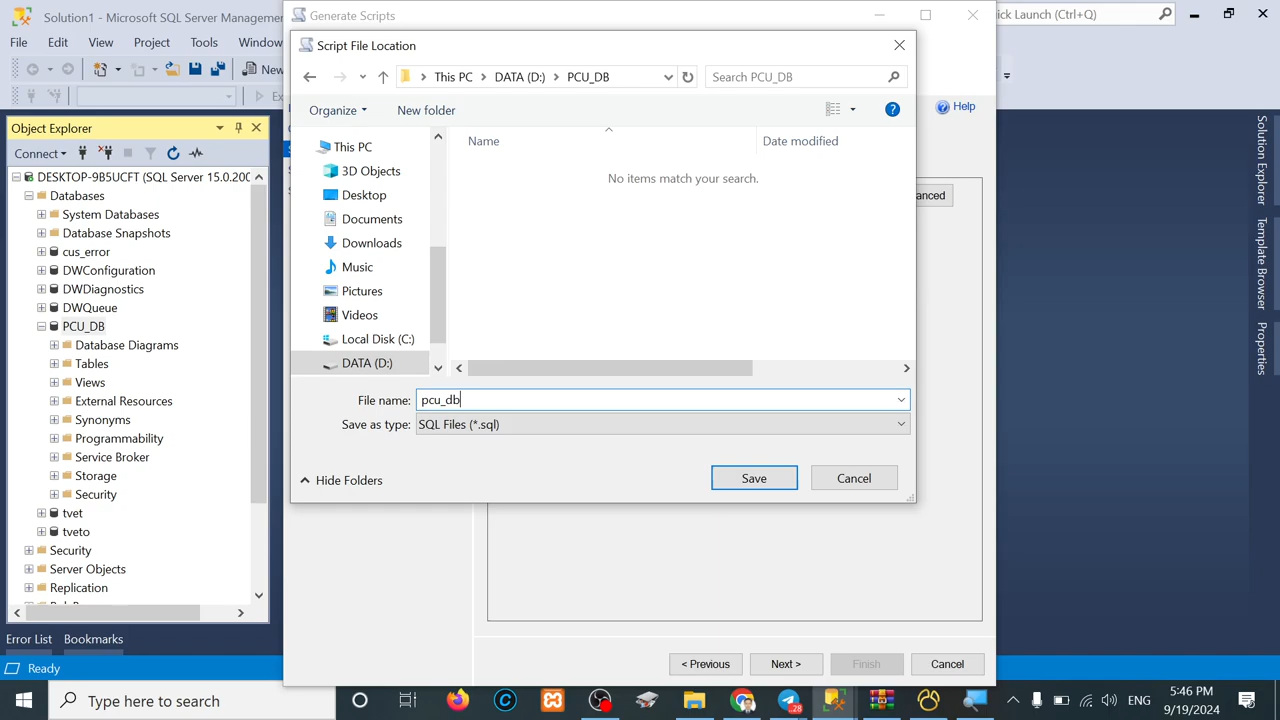 Solution1 - Microsoft SQL Server
Generate Scripts
ick Launch (Ctrl+Q)
File Edit View Project Tools Window
Script File Location
New
This PC
DATA (D:)
PCU_DB
Search PCU_DB
Ex
Organize
New folder
Help
Object Explorer
Connect
Name
Date modified
No items match your search.
This PC
3D Objects
Desktop
Documents
Downloads
Music
Pictures
Videos
Local Disk (C:)
DATA (D:)
anced
DESKTOP-9B5UCFT (SQL Server 15.0.200
Databases
System Databases
Database Snapshots
cus_error
DWConfiguration
DWDiagnostics
DWQueue
PCU_DB
Database Diagrams
Tables
Views
External Resources
Synonyms
Programmability
Service Broker
Storage
Security
tvet
tveto
Security
Server Objects
Replication
File name:
pcu_db
Save as type:
SQL Files (*.sql)
Hide Folders
Save
Cancel
Solution Explorer
Template Browser
Properties
Error List
Bookmarks
< Previous
Next >
Finish
Cancel
Ready
Type here to search
28
ENG
5:46 PM
9/19/2024